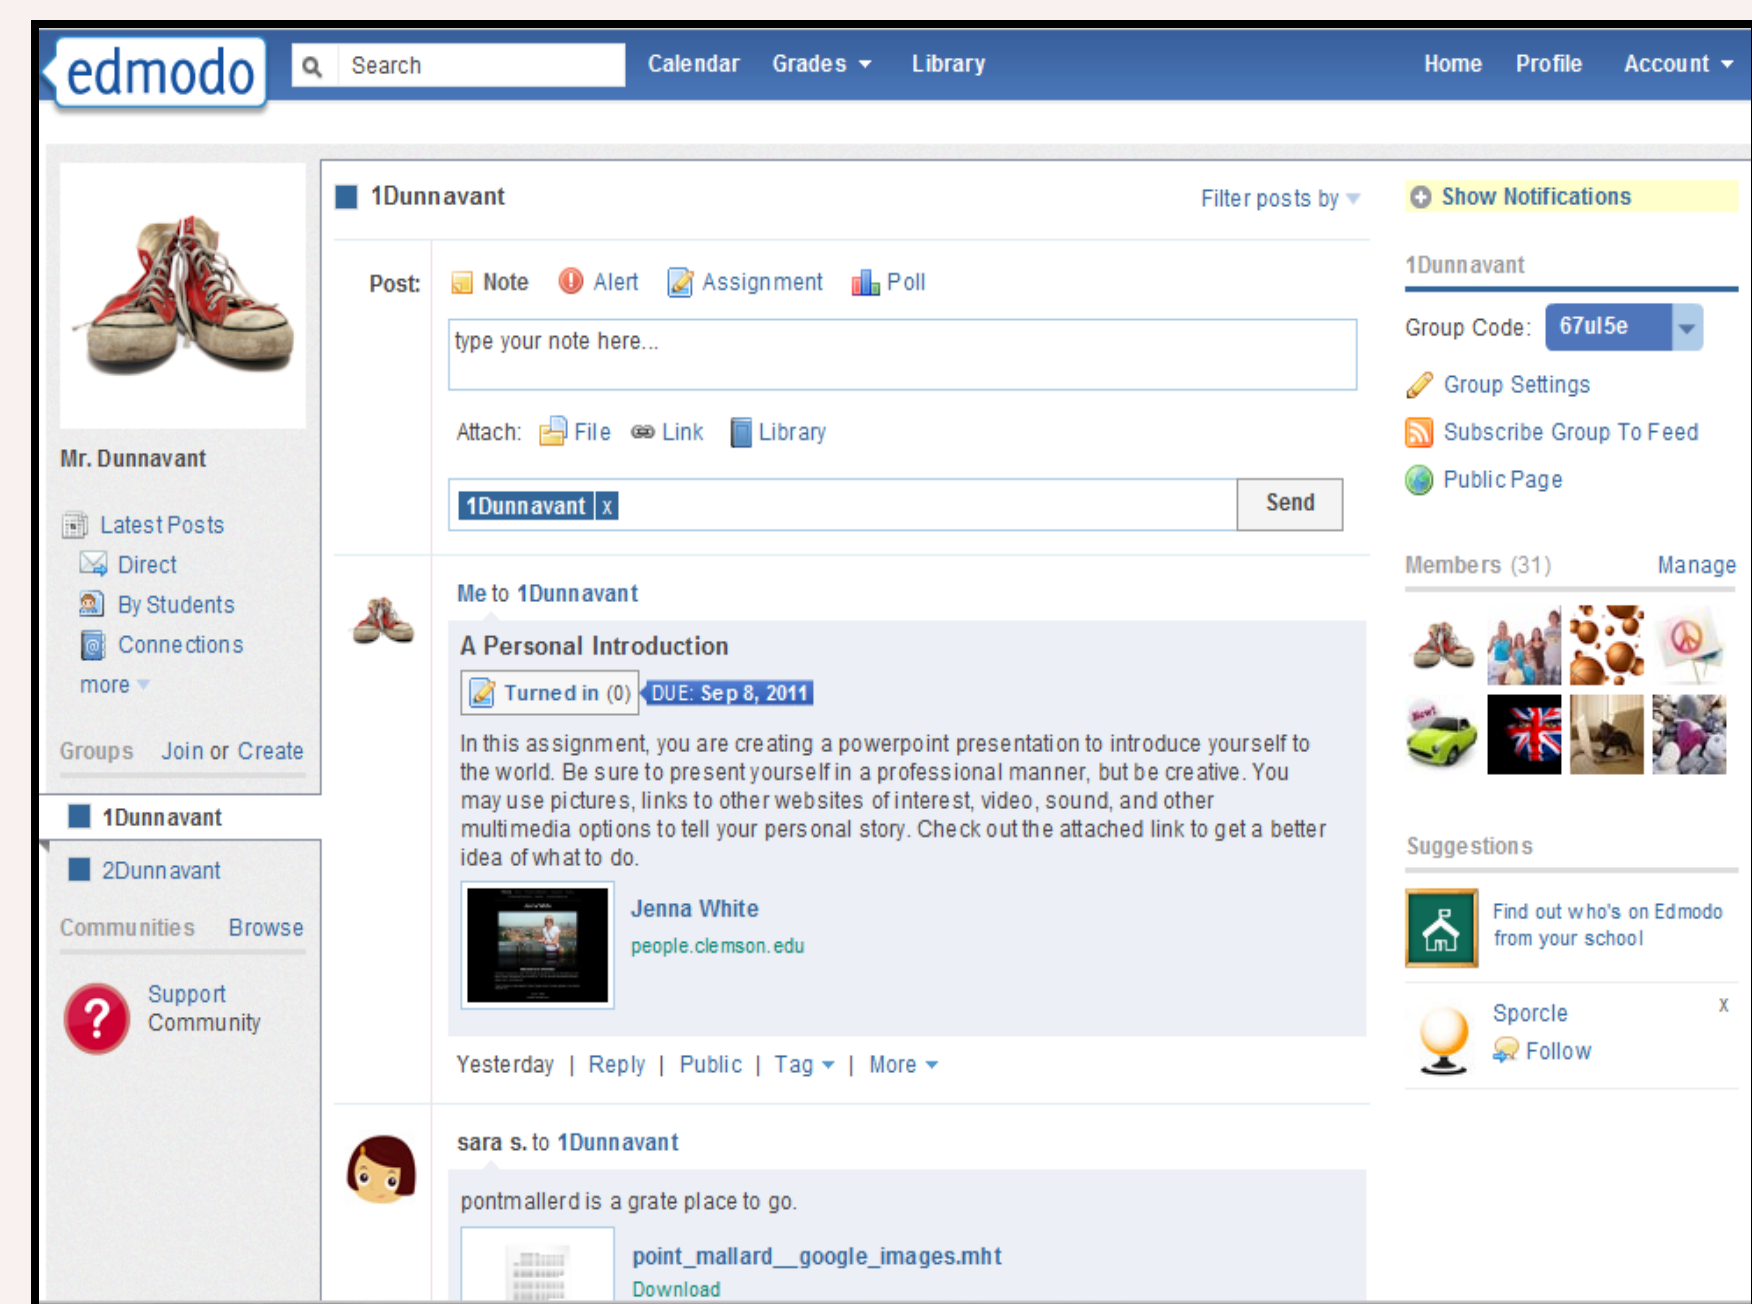 edmodo
Search
Calendar
Grades
Library
Home
Profile
Account
Mr. Dunnavant
Latest Posts
Direct
By Students
Connections
more
Groups Join or Create
1Dunnavant
2Dunnavant
Communities Browse
Support
Community
1Dunnavant
Filter posts by
Post: Note Alert Assignment Poll
type your note here...
Attach: File Link Library
1Dunnavant x
Send
Me to 1Dunnavant
A Personal Introduction
Turned in (0) DUE: Sep 8, 2011
In this assignment, you are creating a powerpoint presentation to introduce yourself to
the world. Be sure to present yourself in a professional manner, but be creative. You
may use pictures, links to other websites of interest, video, sound, and other
multimedia options to tell your personal story. Check out the attached link to get a better
idea of what to do.
Jenna White
people.clemson.edu
Yesterday | Reply | Public | Tag | More
sara s. to 1Dunnavant
pontmallerd is a grate place to go.
point_mallard__google_images.mht
Download
Show Notifications
1Dunnavant
Group Code: 67ul5e
Group Settings
Subscribe Group To Feed
Public Page
Members (31) Manage
New!
Suggestions
Find out who's on Edmodo
from your school
Sporcle x
Follow